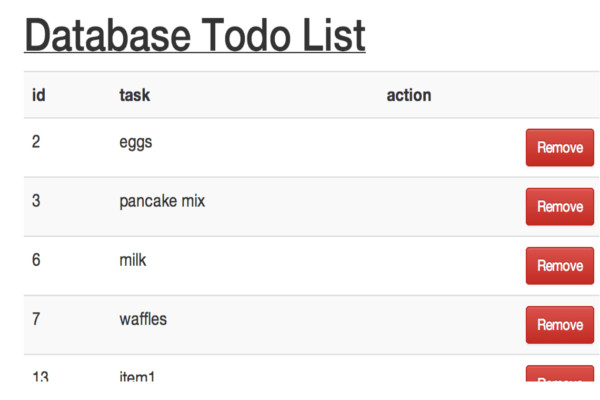 Database Todo List
id task action
2 eggs Remove
3 pancake mix Remove
6 milk Remove
7 waffles Remove
13 item1 Remove